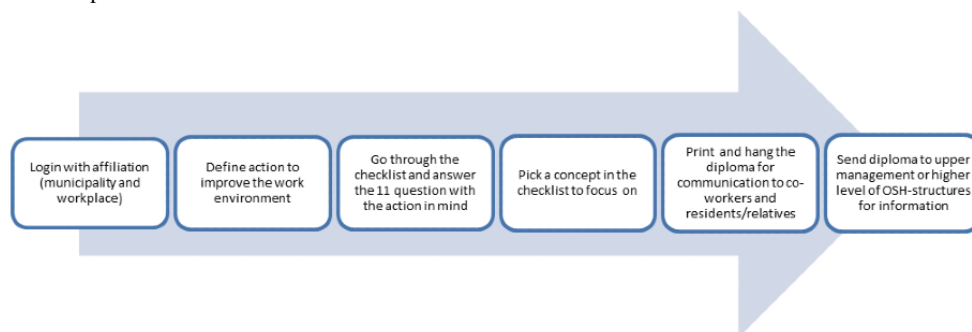 Login with affiliation
(municipality and
workplace)
Define action to
improve the work
environment
Go through the
checklist and answer
the 11 question with
the action in mind
Pick a concept in the
checklist to focus on
Print and hang the
diploma for
communication to co-
workers and
residents/relatives
Send diploma to upper
management or higher
level of OSH-structures
for information